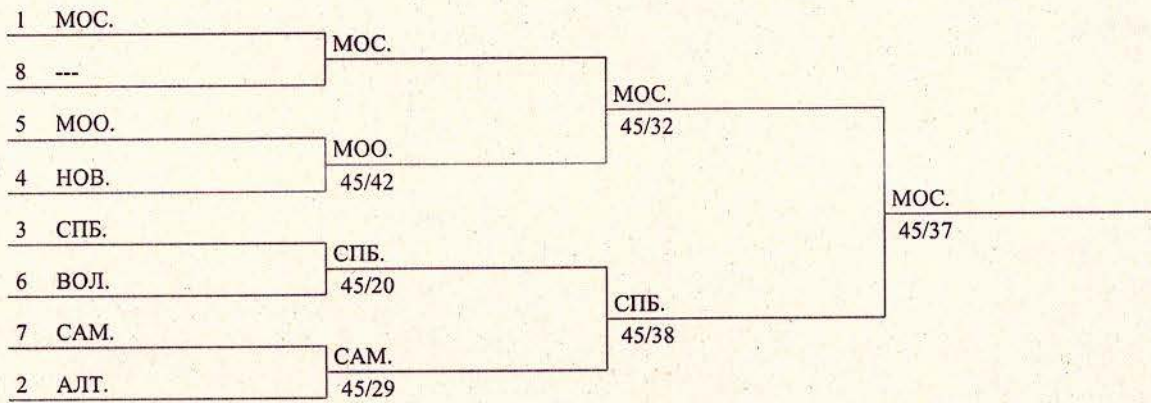 1 МОС.
8 ---
5 МОО.
4 НОВ.
3 СПБ.
6 ВОЛ.
7 САМ.
2 АЛТ.
МОС.
МОО.
45/42
СПБ.
45/20
САМ.
45/29
МОС.
45/32
СПБ.
45/38
МОС.
45/37